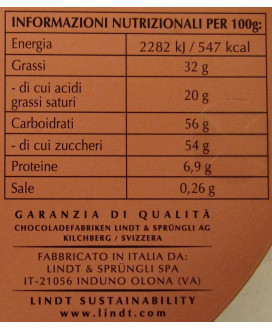 INFORMAZIONI NUTRIZIONALI PER 100g:
Energia 2282 kJ / 547 kcal
Grassi 32 g
- di cui acidi
grassi saturi 20 g
Carboidrati 56 g
- di cui zuccheri 54 g
Proteine 6,9 g
Sale 0,26 g
GARANZIA DI QUALITÀ
CHOCOLADEFABRIKEN LINDT & SPRÜNGLI AG
KILCHBERG / SVIZZERA
FABBRICATO IN ITALIA DA:
LINDT & SPRÜNGLI SPA
IT-21056 INDUNO OLONA (VA)
LINDT SUSTAINABILITY
www.lindt.com